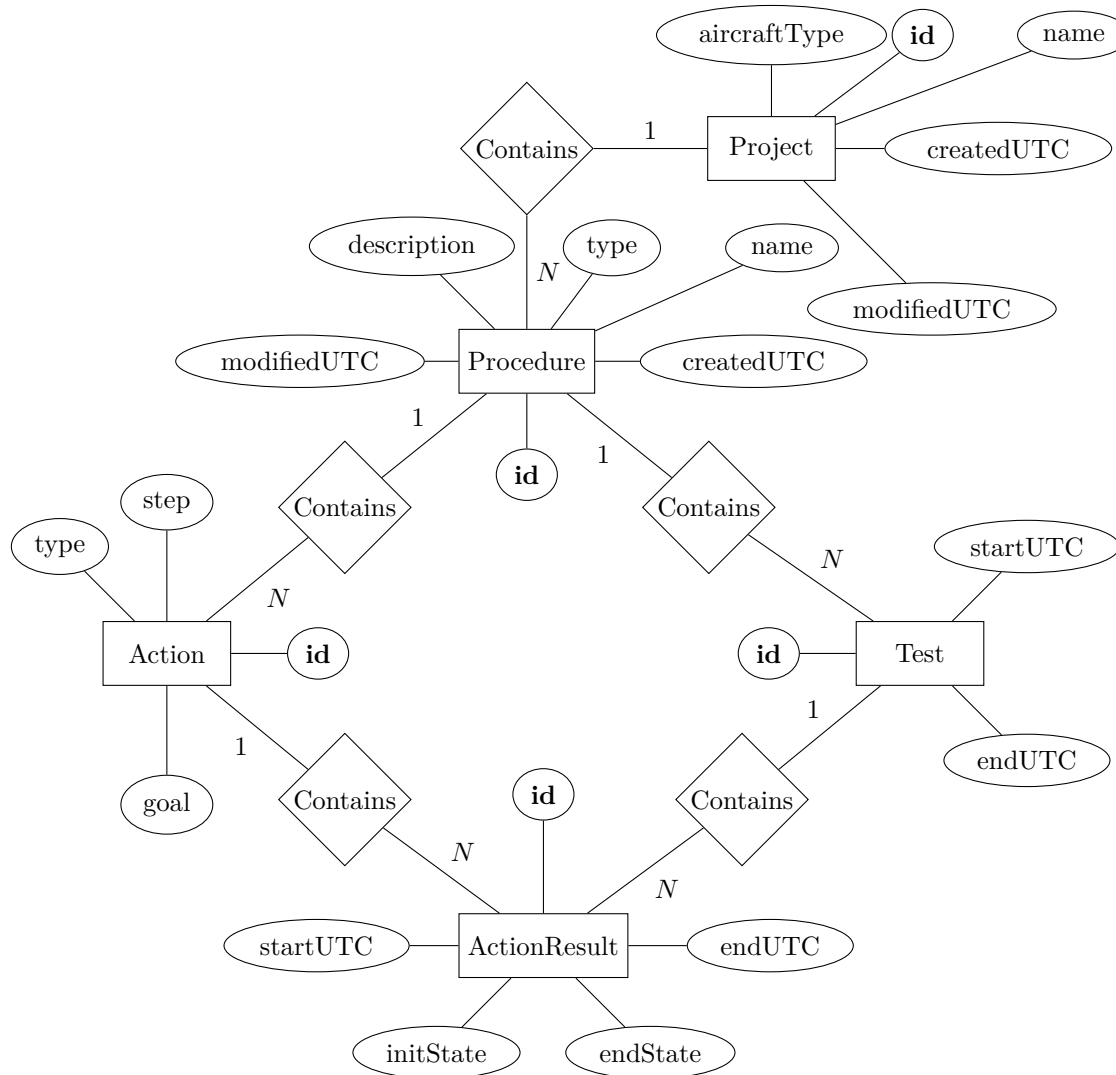 aircraftType
id
name
Contains
1
Project
createdUTC
description
type
name
N
modifiedUTC
modifiedUTC
Procedure
createdUTC
1
1
id
step
type
Contains
Contains
startUTC
N
N
Action
id
id
Test
1
1
endUTC
goal
Contains
id
Contains
N
N
startUTC
ActionResult
endUTC
initState
endState